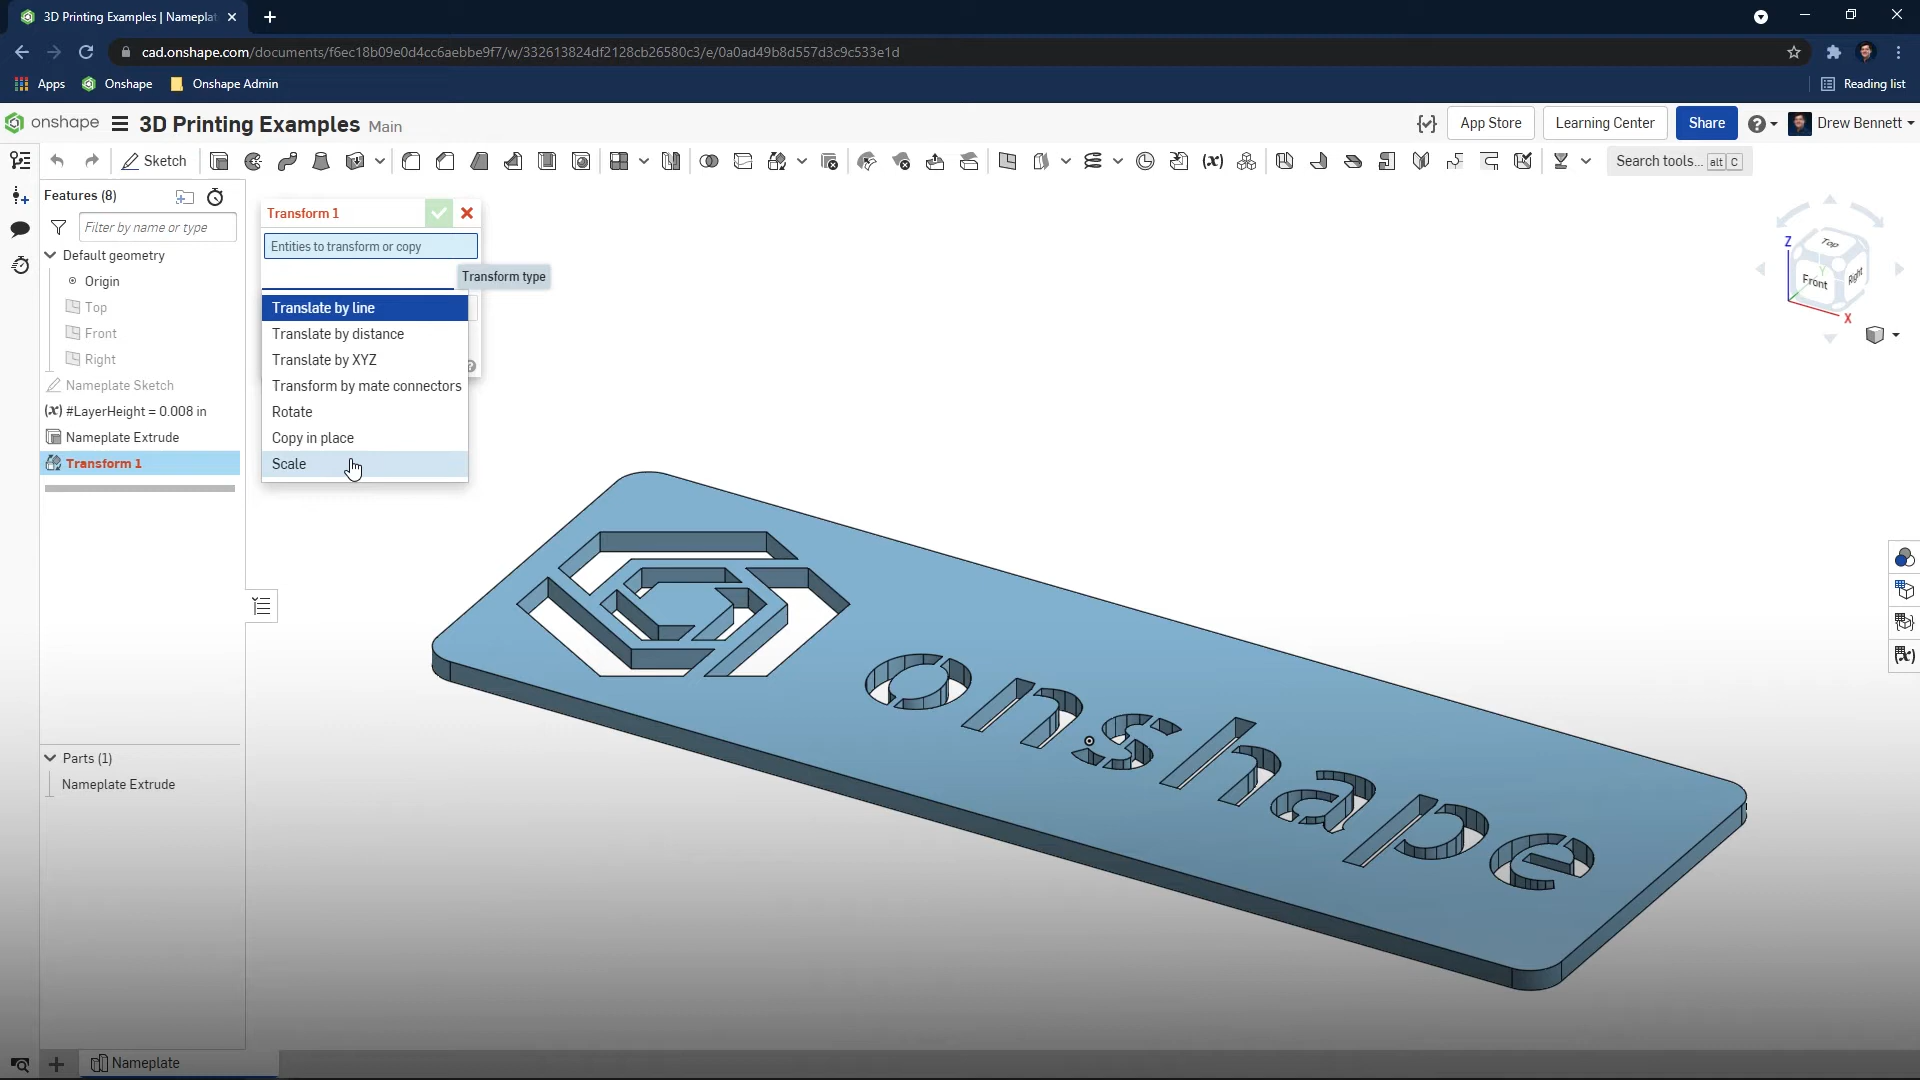 3D Printing Examples | Nameplat
cad.onshape.com/documents/f6ec18b09e0d4cc6aebbe9f7/w/332613824df2128cb26580c3/e/0a0ad49b8d557d3c9c533e1d
Apps
Onshape
Onshape Admin
Reading list
onshape
3D Printing Examples
Main
App Store
Learning Center
Share
Drew Bennett
Sketch
(x)
Search tools... alt C
Features (8)
Filter by name or type
Default geometry
Origin
Top
Front
Right
Nameplate Sketch
(x) #LayerHeight = 0.008 in
Nameplate Extrude
Transform 1
Transform 1
Entities to transform or copy
Transform type
Translate by line
Translate by distance
Translate by XYZ
Transform by mate connectors
Rotate
Copy in place
Scale
Z
Top
Front
Y
Right
X
onshape
(x)
Parts (1)
Nameplate Extrude
Nameplate